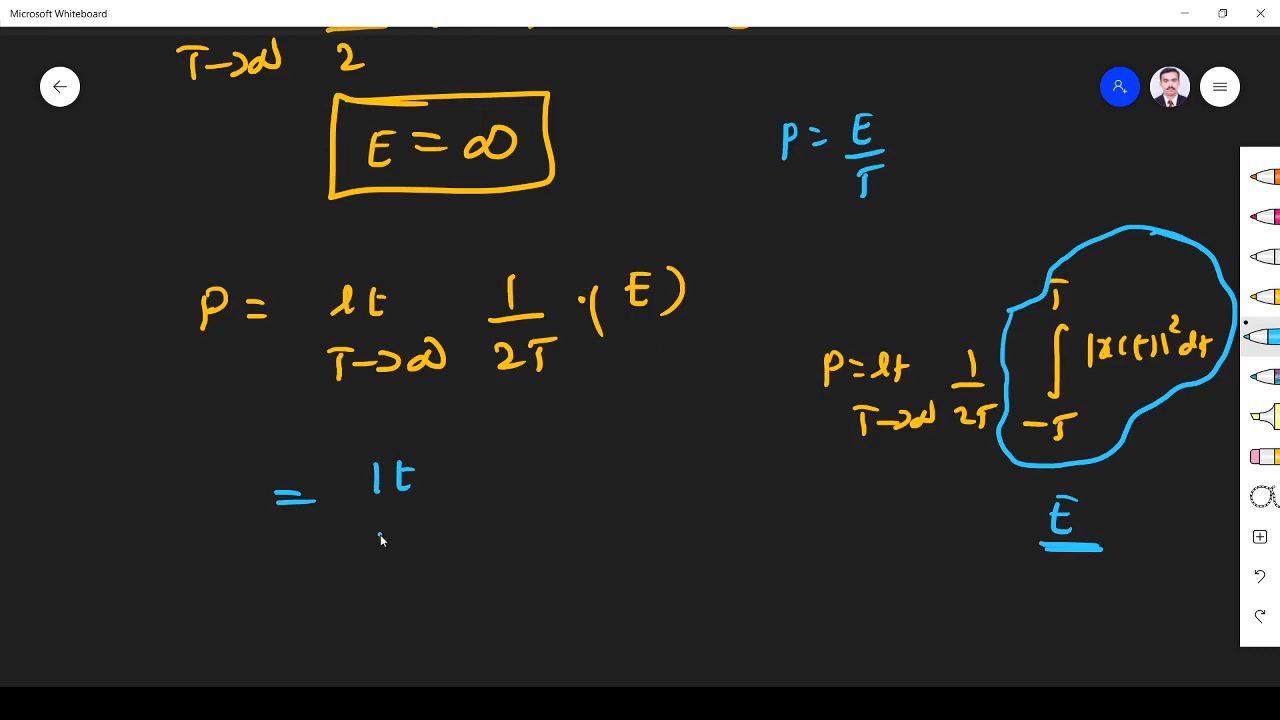 Microsoft Whiteboard
T→∞ 2
E = ∞
P = E/T
P = lt T→∞ 1/2T · (E)
P = lt T→∞ 1/2T ∫ -T T |x(t)|² dt
= lt
E